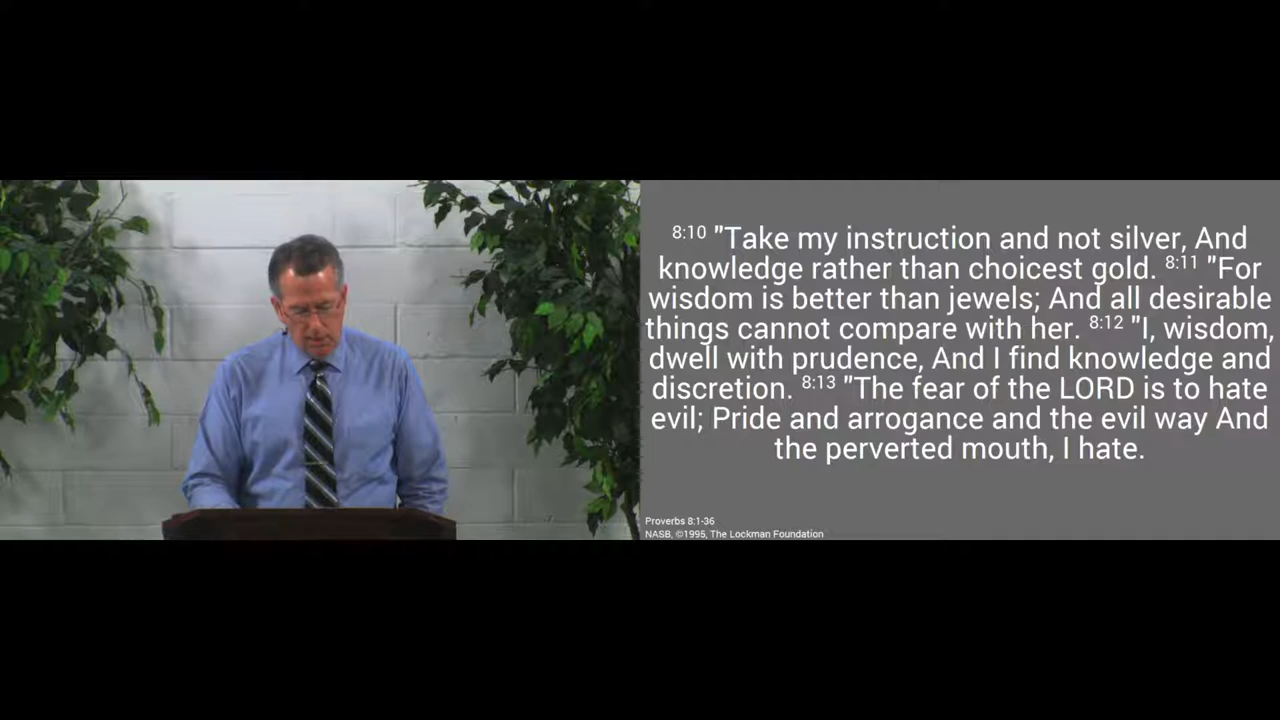 8:10 "Take my instruction and not silver, And
knowledge rather than choicest gold. 8:11 "For
wisdom is better than jewels; And all desirable
things cannot compare with her. 8:12 "I, wisdom,
dwell with prudence, And I find knowledge and
discretion. 8:13 "The fear of the LORD is to hate
evil; Pride and arrogance and the evil way And
the perverted mouth, I hate.
Proverbs 8:1-36
NASB, ©1995, The Lockman Foundation